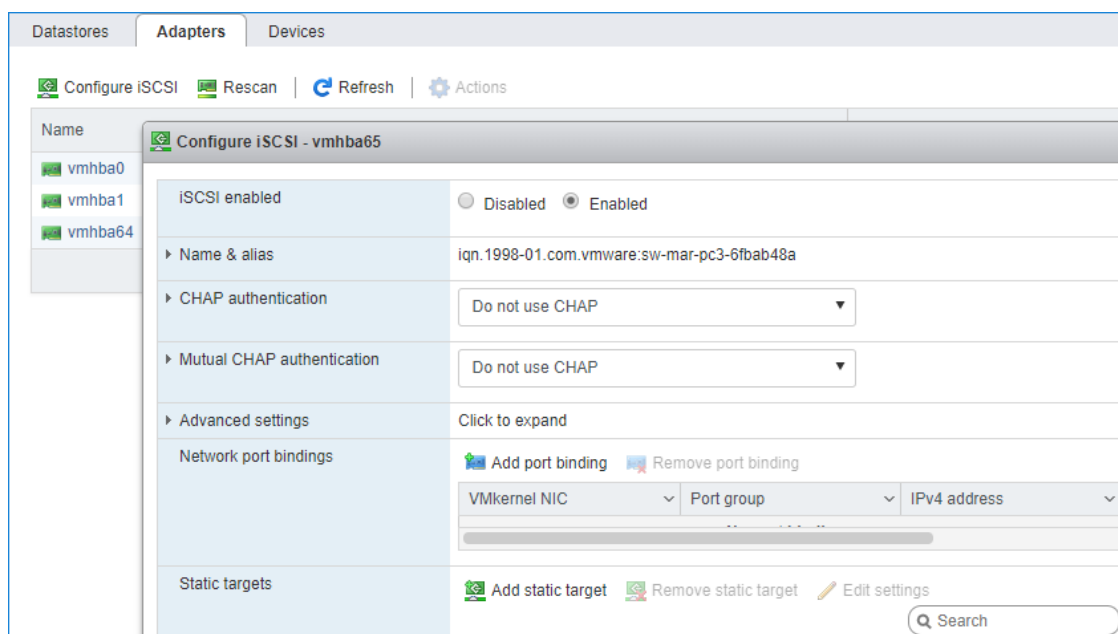 Datastores Adapters Devices
Configure iSCSI Rescan Refresh Actions
Name
Configure iSCSI - vmhba65
vmhba0
vmhba1
vmhba64
iSCSI enabled Disabled Enabled
Name & alias iqn.1998-01.com.vmware:sw-mar-pc3-6fbab48a
CHAP authentication Do not use CHAP
Mutual CHAP authentication Do not use CHAP
Advanced settings Click to expand
Network port bindings Add port binding Remove port binding
VMkernel NIC Port group IPv4 address
Static targets Add static target Remove static target Edit settings
Search